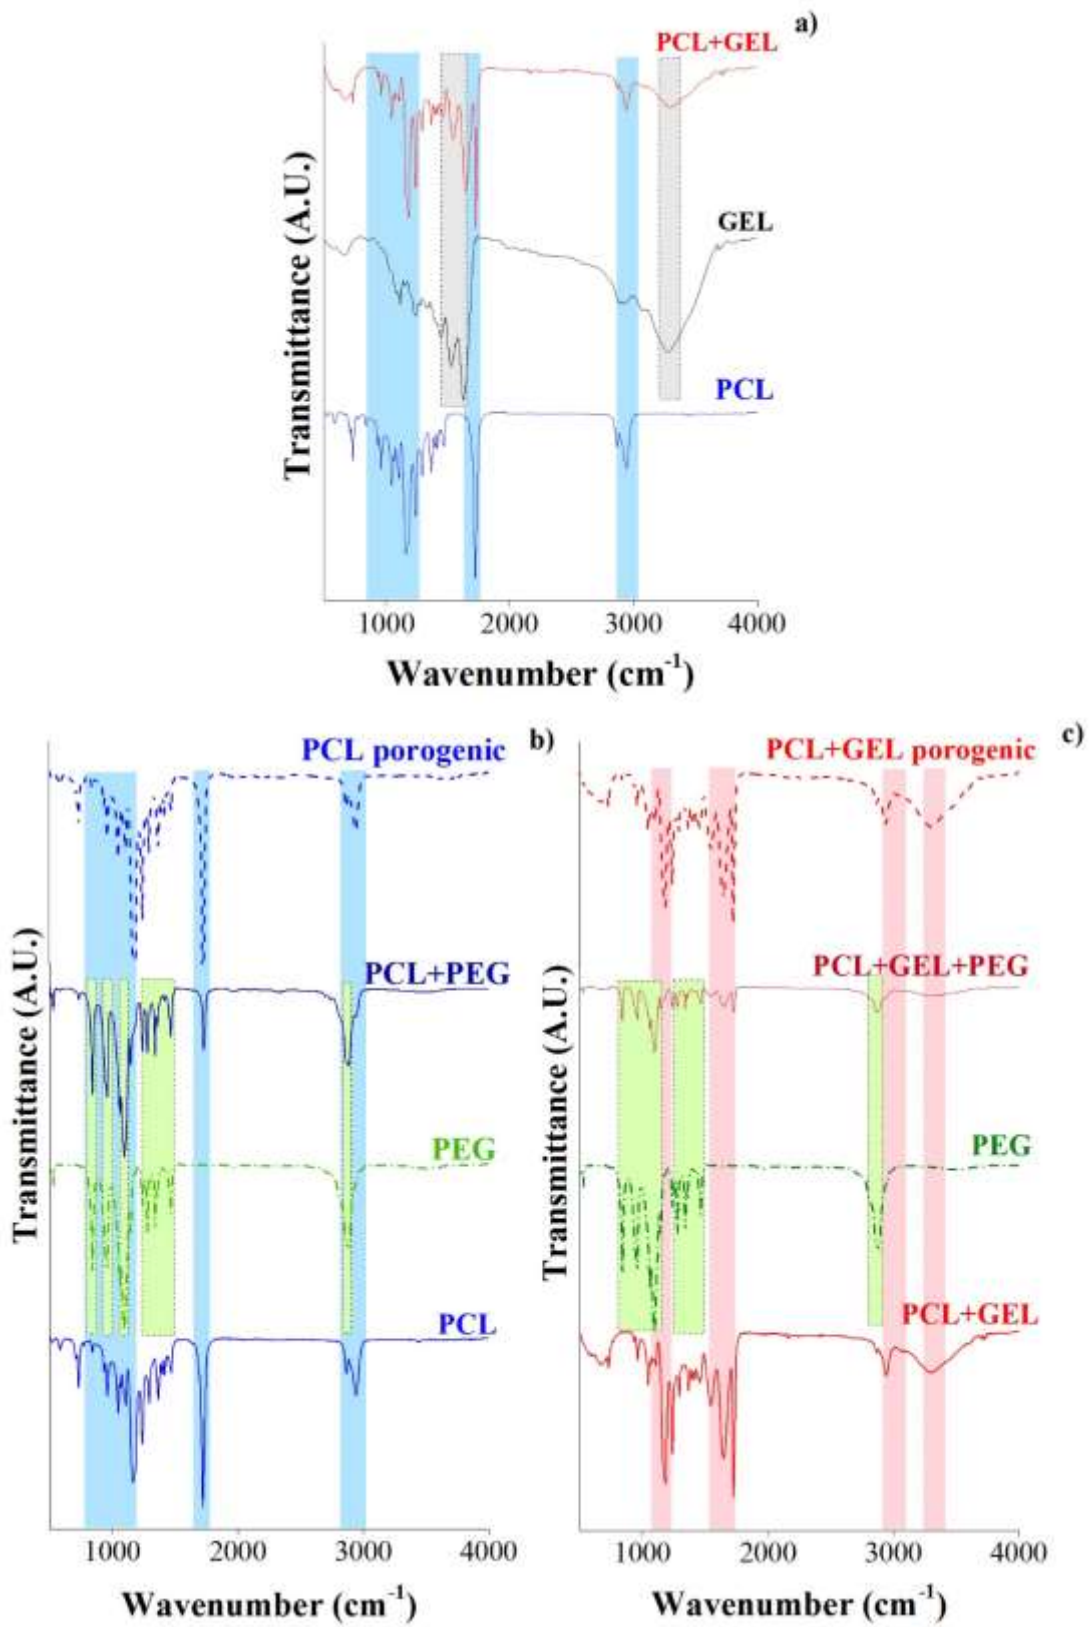 a)
PCL+GEL
GEL
PCL
Transmittance (A.U.)
1000 2000 3000 4000
Wavenumber (cm⁻¹)
PCL porogenic b)
PCL+PEG
PEG
PCL
Transmittance (A.U.)
1000 2000 3000 4000
Wavenumber (cm⁻¹)
PCL+GEL porogenic c)
PCL+GEL+PEG
PEG
PCL+GEL
Transmittance (A.U.)
1000 2000 3000 4000
Wavenumber (cm⁻¹)